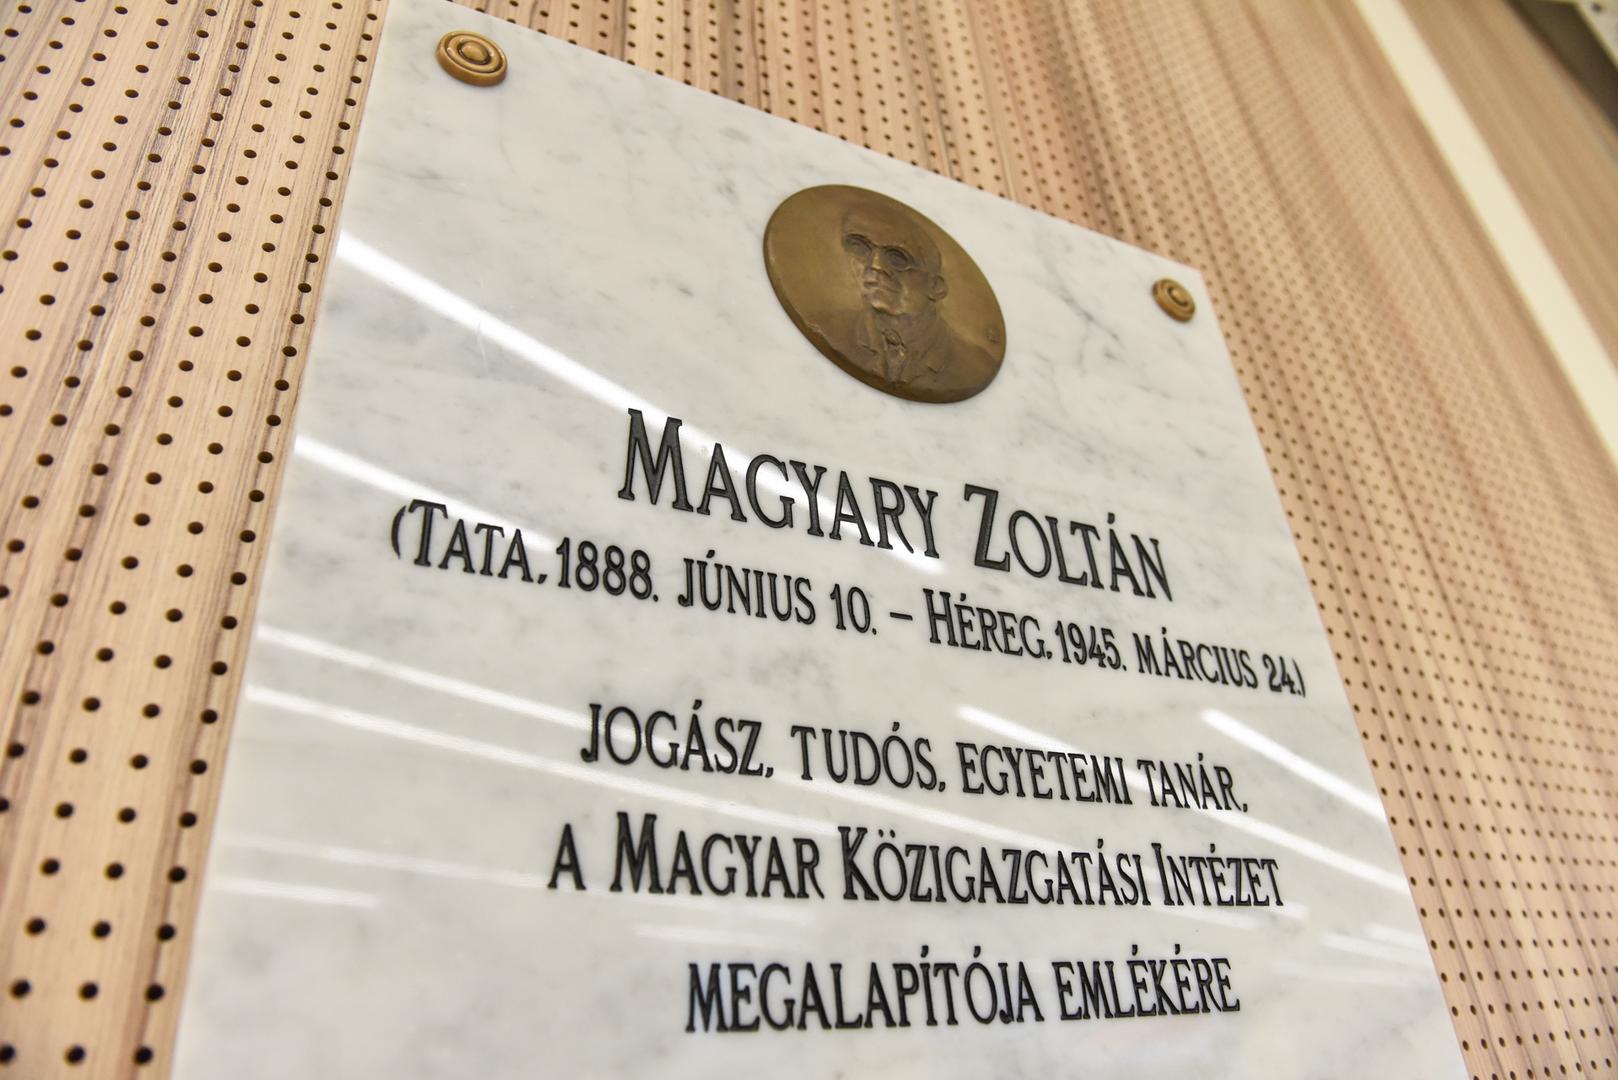 MAGYARY ZOLTÁN
(TATA, 1888. JÚNIUS 10. – HÉREG, 1945. MÁRCIUS 24.)
JOGÁSZ, TUDÓS, EGYETEMI TANÁR,
A MAGYAR KÖZIGAZGATÁSI INTÉZET
MEGALAPÍTÓJA EMLÉKÉRE